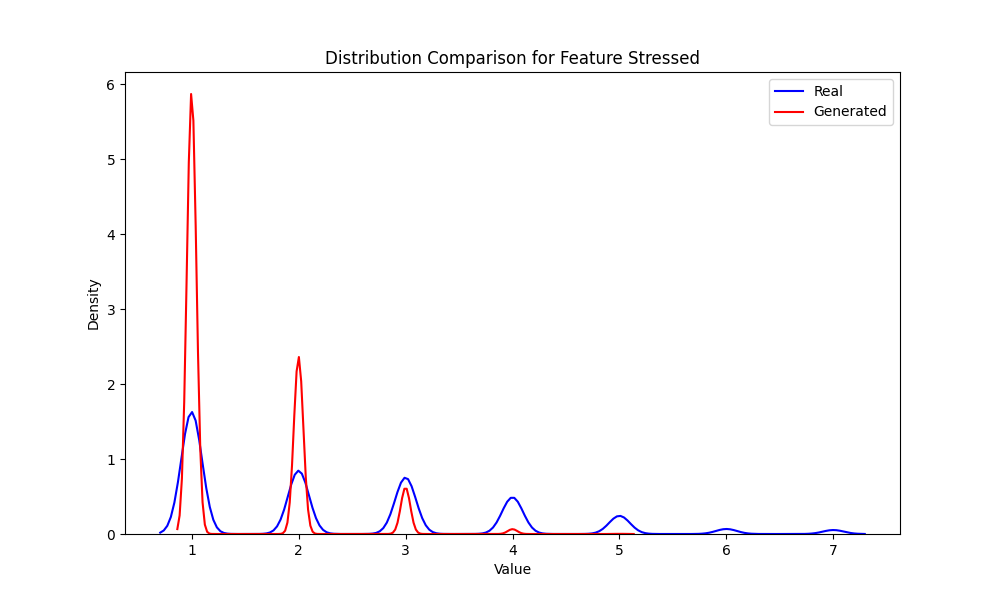 Distribution Comparison for Feature Stressed
Real
Generated
Density
6
5
4
3
2
1
0
1 2 3 4 5 6 7
Value